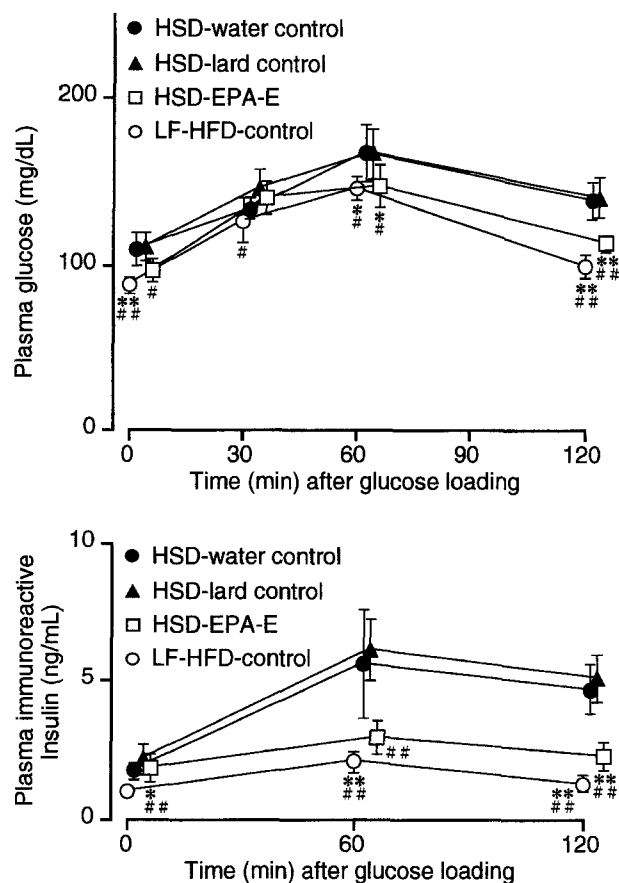 HSD-water control
HSD-lard control
HSD-EPA-E
LF-HFD-control
Plasma glucose (mg/dL)
200
100
0
**
##
#
#
*
#
*
#
**
##
**
##
0 30 60 90 120
Time (min) after glucose loading
HSD-water control
HSD-lard control
HSD-EPA-E
LF-HFD-control
Plasma immunoreactive
Insulin (ng/mL)
10
5
0
*
##
**
##
##
**
##
**
##
0 60 120
Time (min) after glucose loading